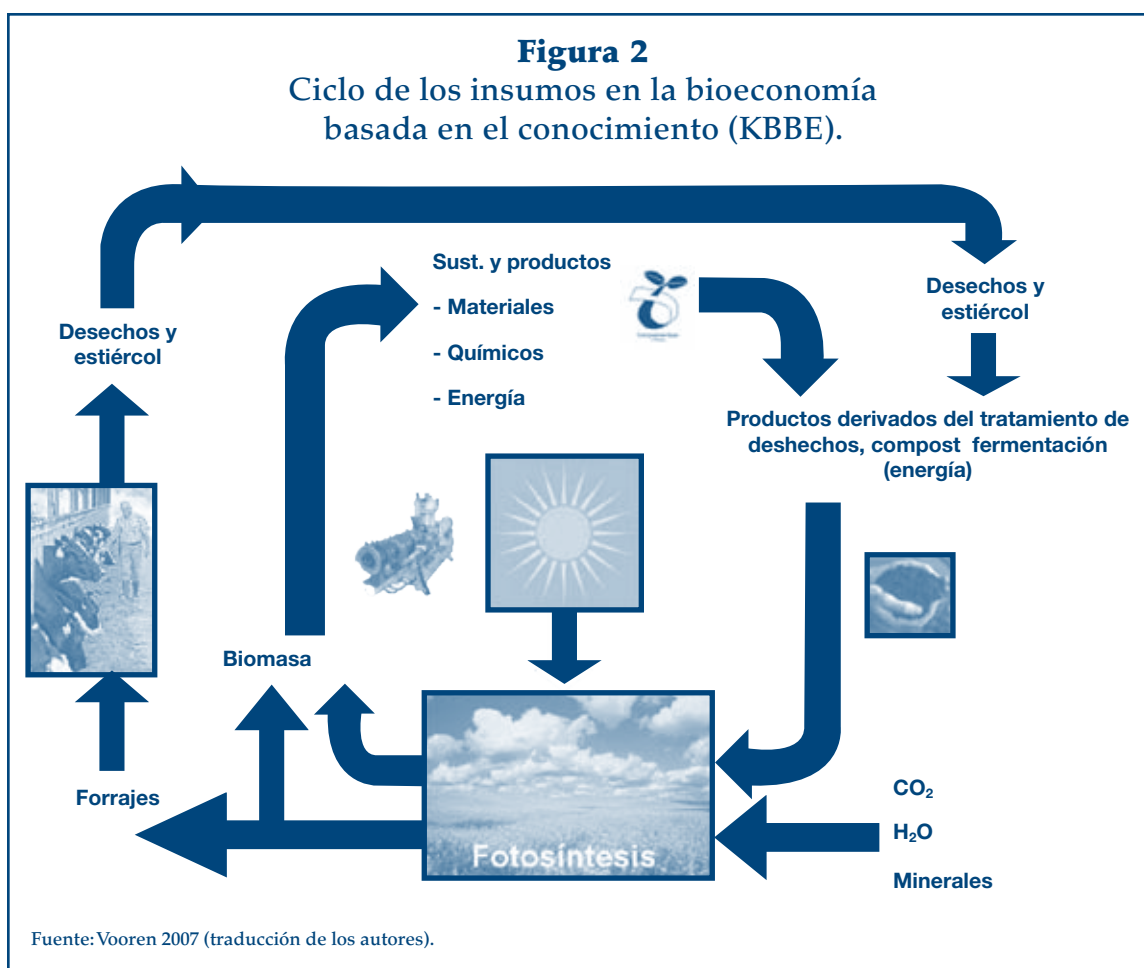 Figura 2
Ciclo de los insumos en la bioeconomía
basada en el conocimiento (KBBE).
Sust. y productos
- Materiales
- Químicos
- Energía
Desechos y
estiércol
Desechos y
estiércol
Productos derivados del tratamiento de
deshechos, compost fermentación
(energía)
Biomasa
Forrajes
Fotosíntesis
CO₂
H₂O
Minerales
Fuente: Vooren 2007 (traducción de los autores).